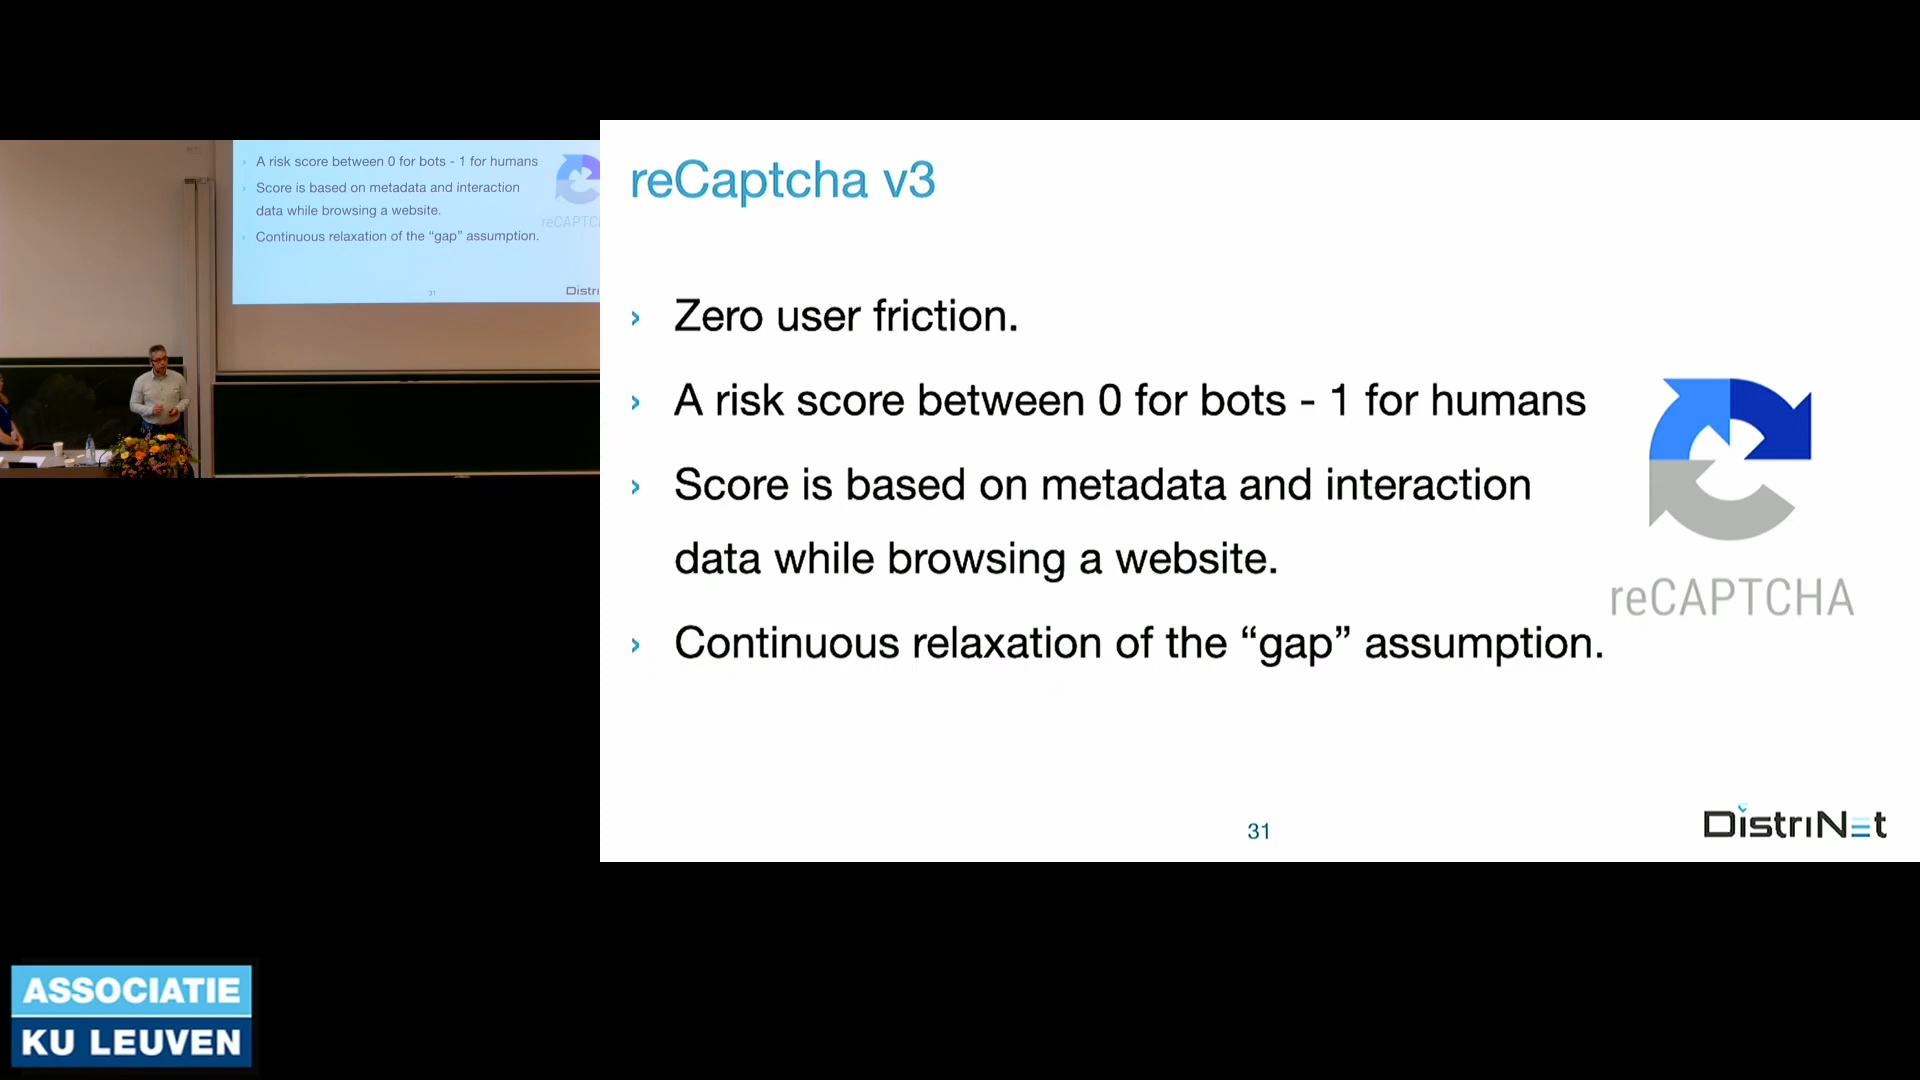 A risk score between 0 for bots - 1 for humans
Score is based on metadata and interaction
data while browsing a website.
Continuous relaxation of the “gap” assumption.
reCAPTC
31
Distri
reCaptcha v3
› Zero user friction.
› A risk score between 0 for bots - 1 for humans
› Score is based on metadata and interaction
data while browsing a website.
› Continuous relaxation of the “gap” assumption.
reCAPTCHA
31
DistriNet
ASSOCIATIE
KU LEUVEN